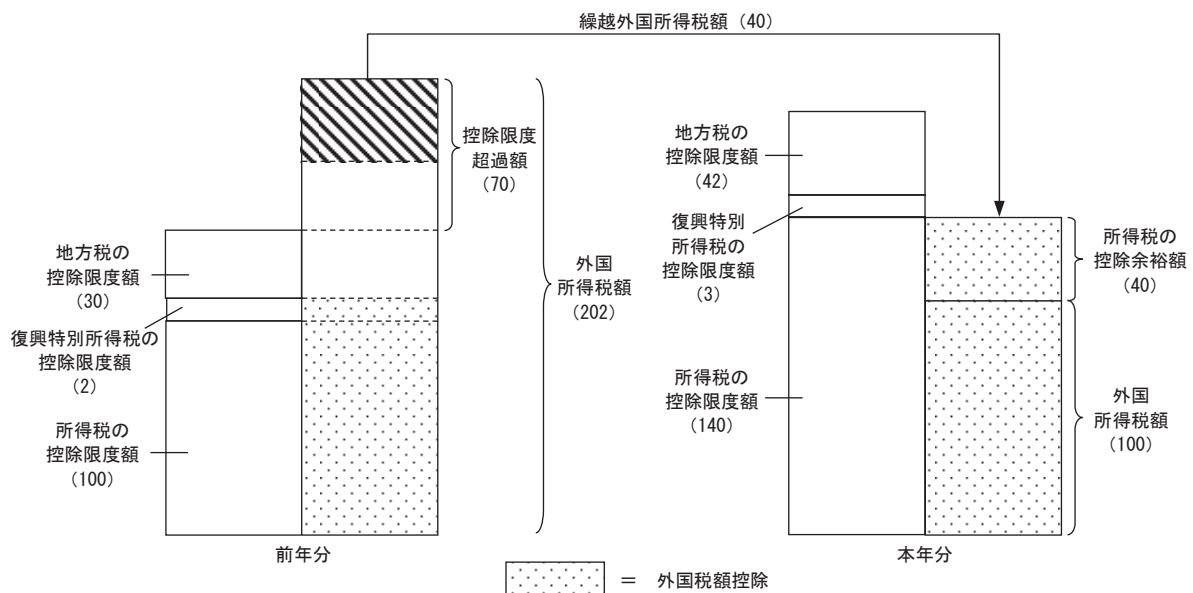 繰越外国所得税額（40）
控除限度
超過額
（70）
地方税の
控除限度額
（30）
復興特別所得税の
控除限度額
（2）
所得税の
控除限度額
（100）
外国
所得税額
（202）
前年分
地方税の
控除限度額
（42）
復興特別
所得税の
控除限度額
（3）
所得税の
控除限度額
（140）
所得税の
控除余裕額
（40）
外国
所得税額
（100）
本年分
＝ 外国税額控除